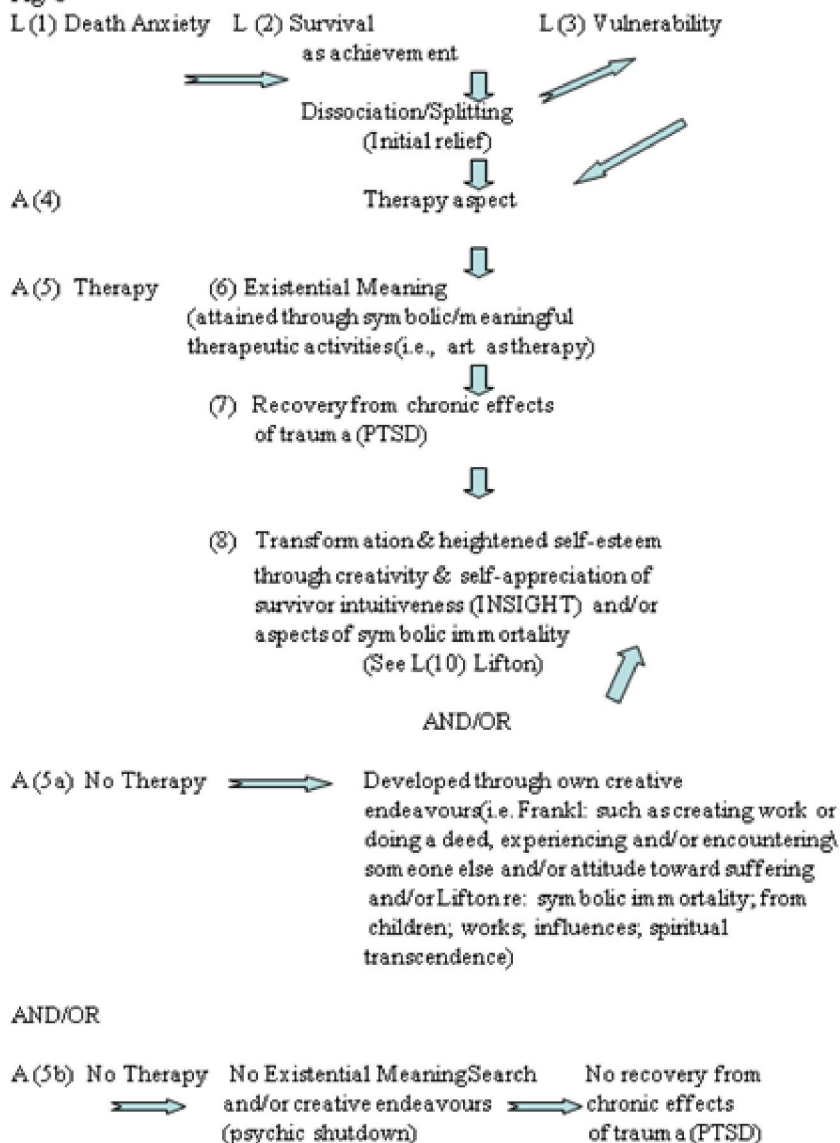 L (1) Death Anxiety L (2) Survival L (3) Vulnerability
as achievement
Dissociation/Splitting
(Initial relief)
A (4) Therapy aspect
A (5) Therapy (6) Existential Meaning
(attained through symbolic/meaningful
therapeutic activities(i.e., art as therapy)
(7) Recovery from chronic effects
of trauma (PTSD)
(8) Transformation & heightened self-esteem
through creativity & self-appreciation of
survivor intuitiveness (INSIGHT) and/or
aspects of symbolic immortality
(See L(10) Lifton)
AND/OR
A (5a) No Therapy Developed through own creative
endeavours(i.e. Frankl: such as creating work or
doing a deed, experiencing and/or encountering\
someone else and/or attitude toward suffering
and/or Lifton re: symbolic immortality; from
children; works; influences; spiritual
transcendence)
AND/OR
A (5b) No Therapy No Existential Meaning Search No recovery from
and/or creative endeavours chronic effects
(psychic shutdown) of trauma (PTSD)